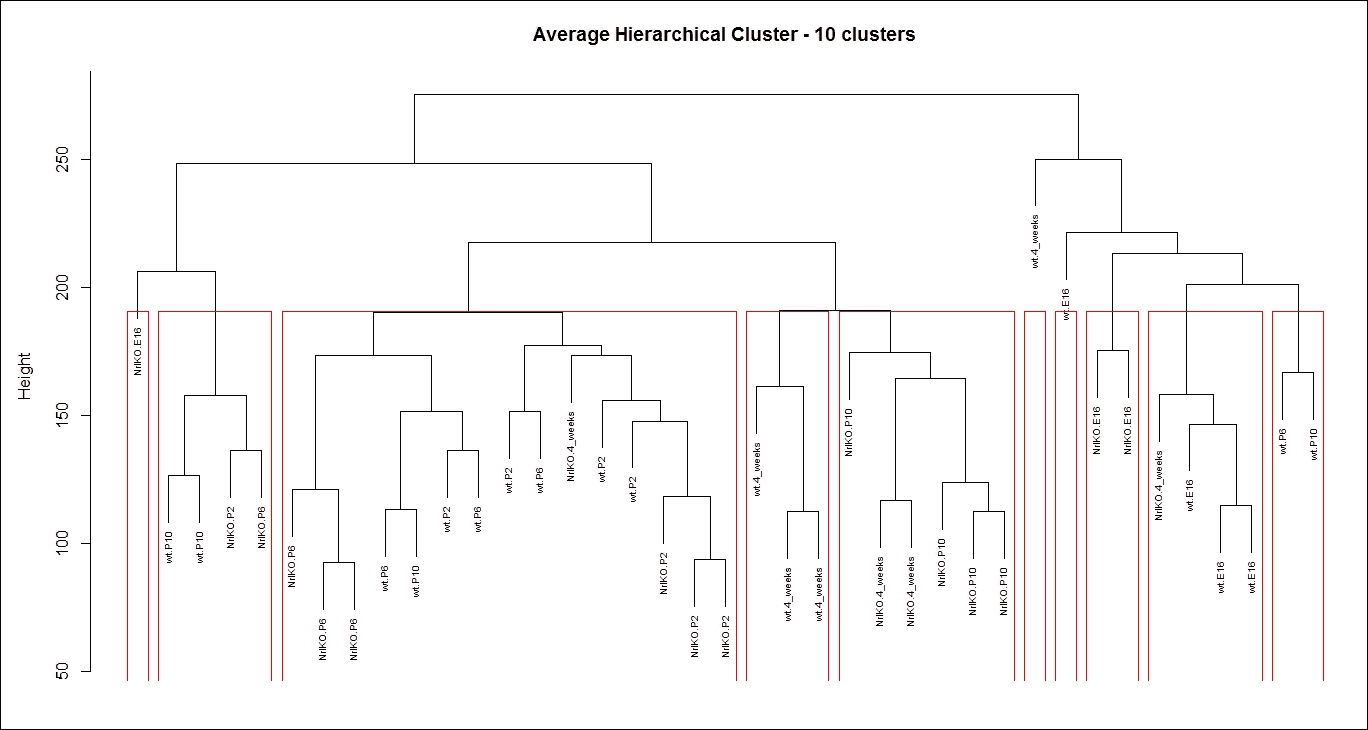 Average Hierarchical Cluster - 10 clusters
Height
250
200
150
100
50
NrlKO.E16
wt.P10
wt.P10
NrlKO.P2
NrlKO.P6
NrlKO.P6
NrlKO.P6
NrlKO.P6
wt.P6
wt.P10
wt.P2
wt.P6
wt.P2
wt.P6
NrlKO.4_weeks
wt.P2
wt.P2
NrlKO.P2
NrlKO.P2
NrlKO.P2
wt.4_weeks
wt.4_weeks
wt.4_weeks
NrlKO.P10
NrlKO.4_weeks
NrlKO.4_weeks
NrlKO.P10
NrlKO.P10
NrlKO.P10
wt.4_weeks
wt.E16
NrlKO.E16
NrlKO.E16
NrlKO.4_weeks
wt.E16
wt.E16
wt.E16
wt.P6
wt.P10